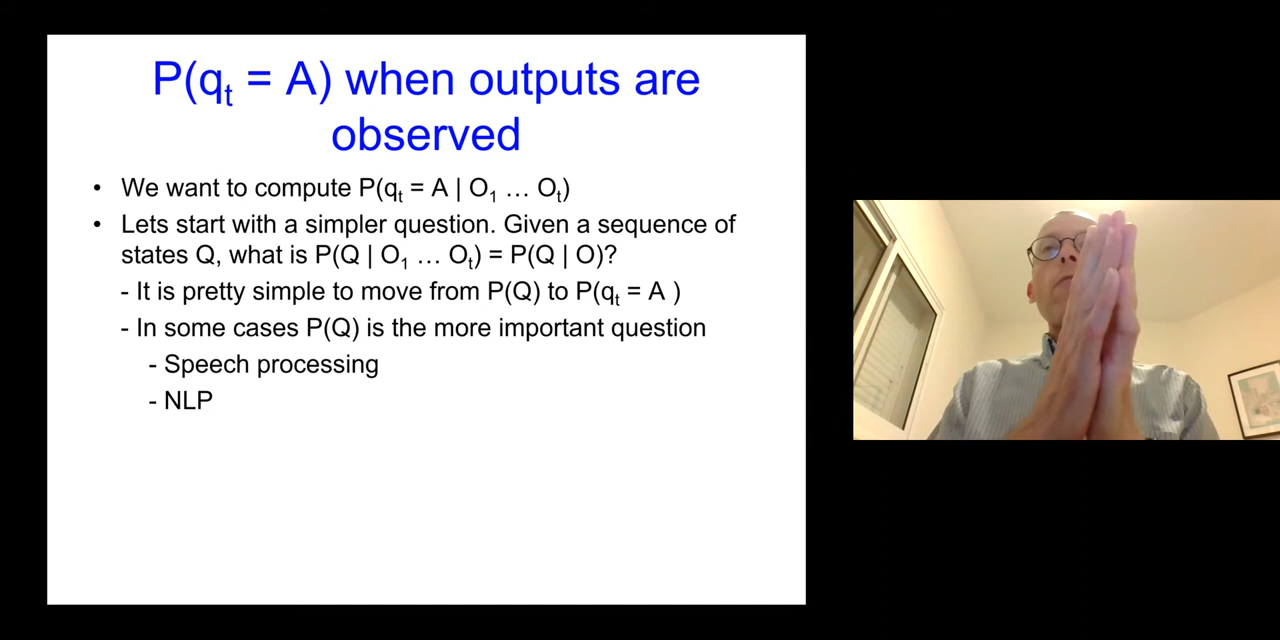 P(qt = A) when outputs are
observed
• We want to compute P(qt = A | O1 … Ot)
• Lets start with a simpler question. Given a sequence of
states Q, what is P(Q | O1 … Ot) = P(Q | O)?
- It is pretty simple to move from P(Q) to P(qt = A )
- In some cases P(Q) is the more important question
- Speech processing
- NLP